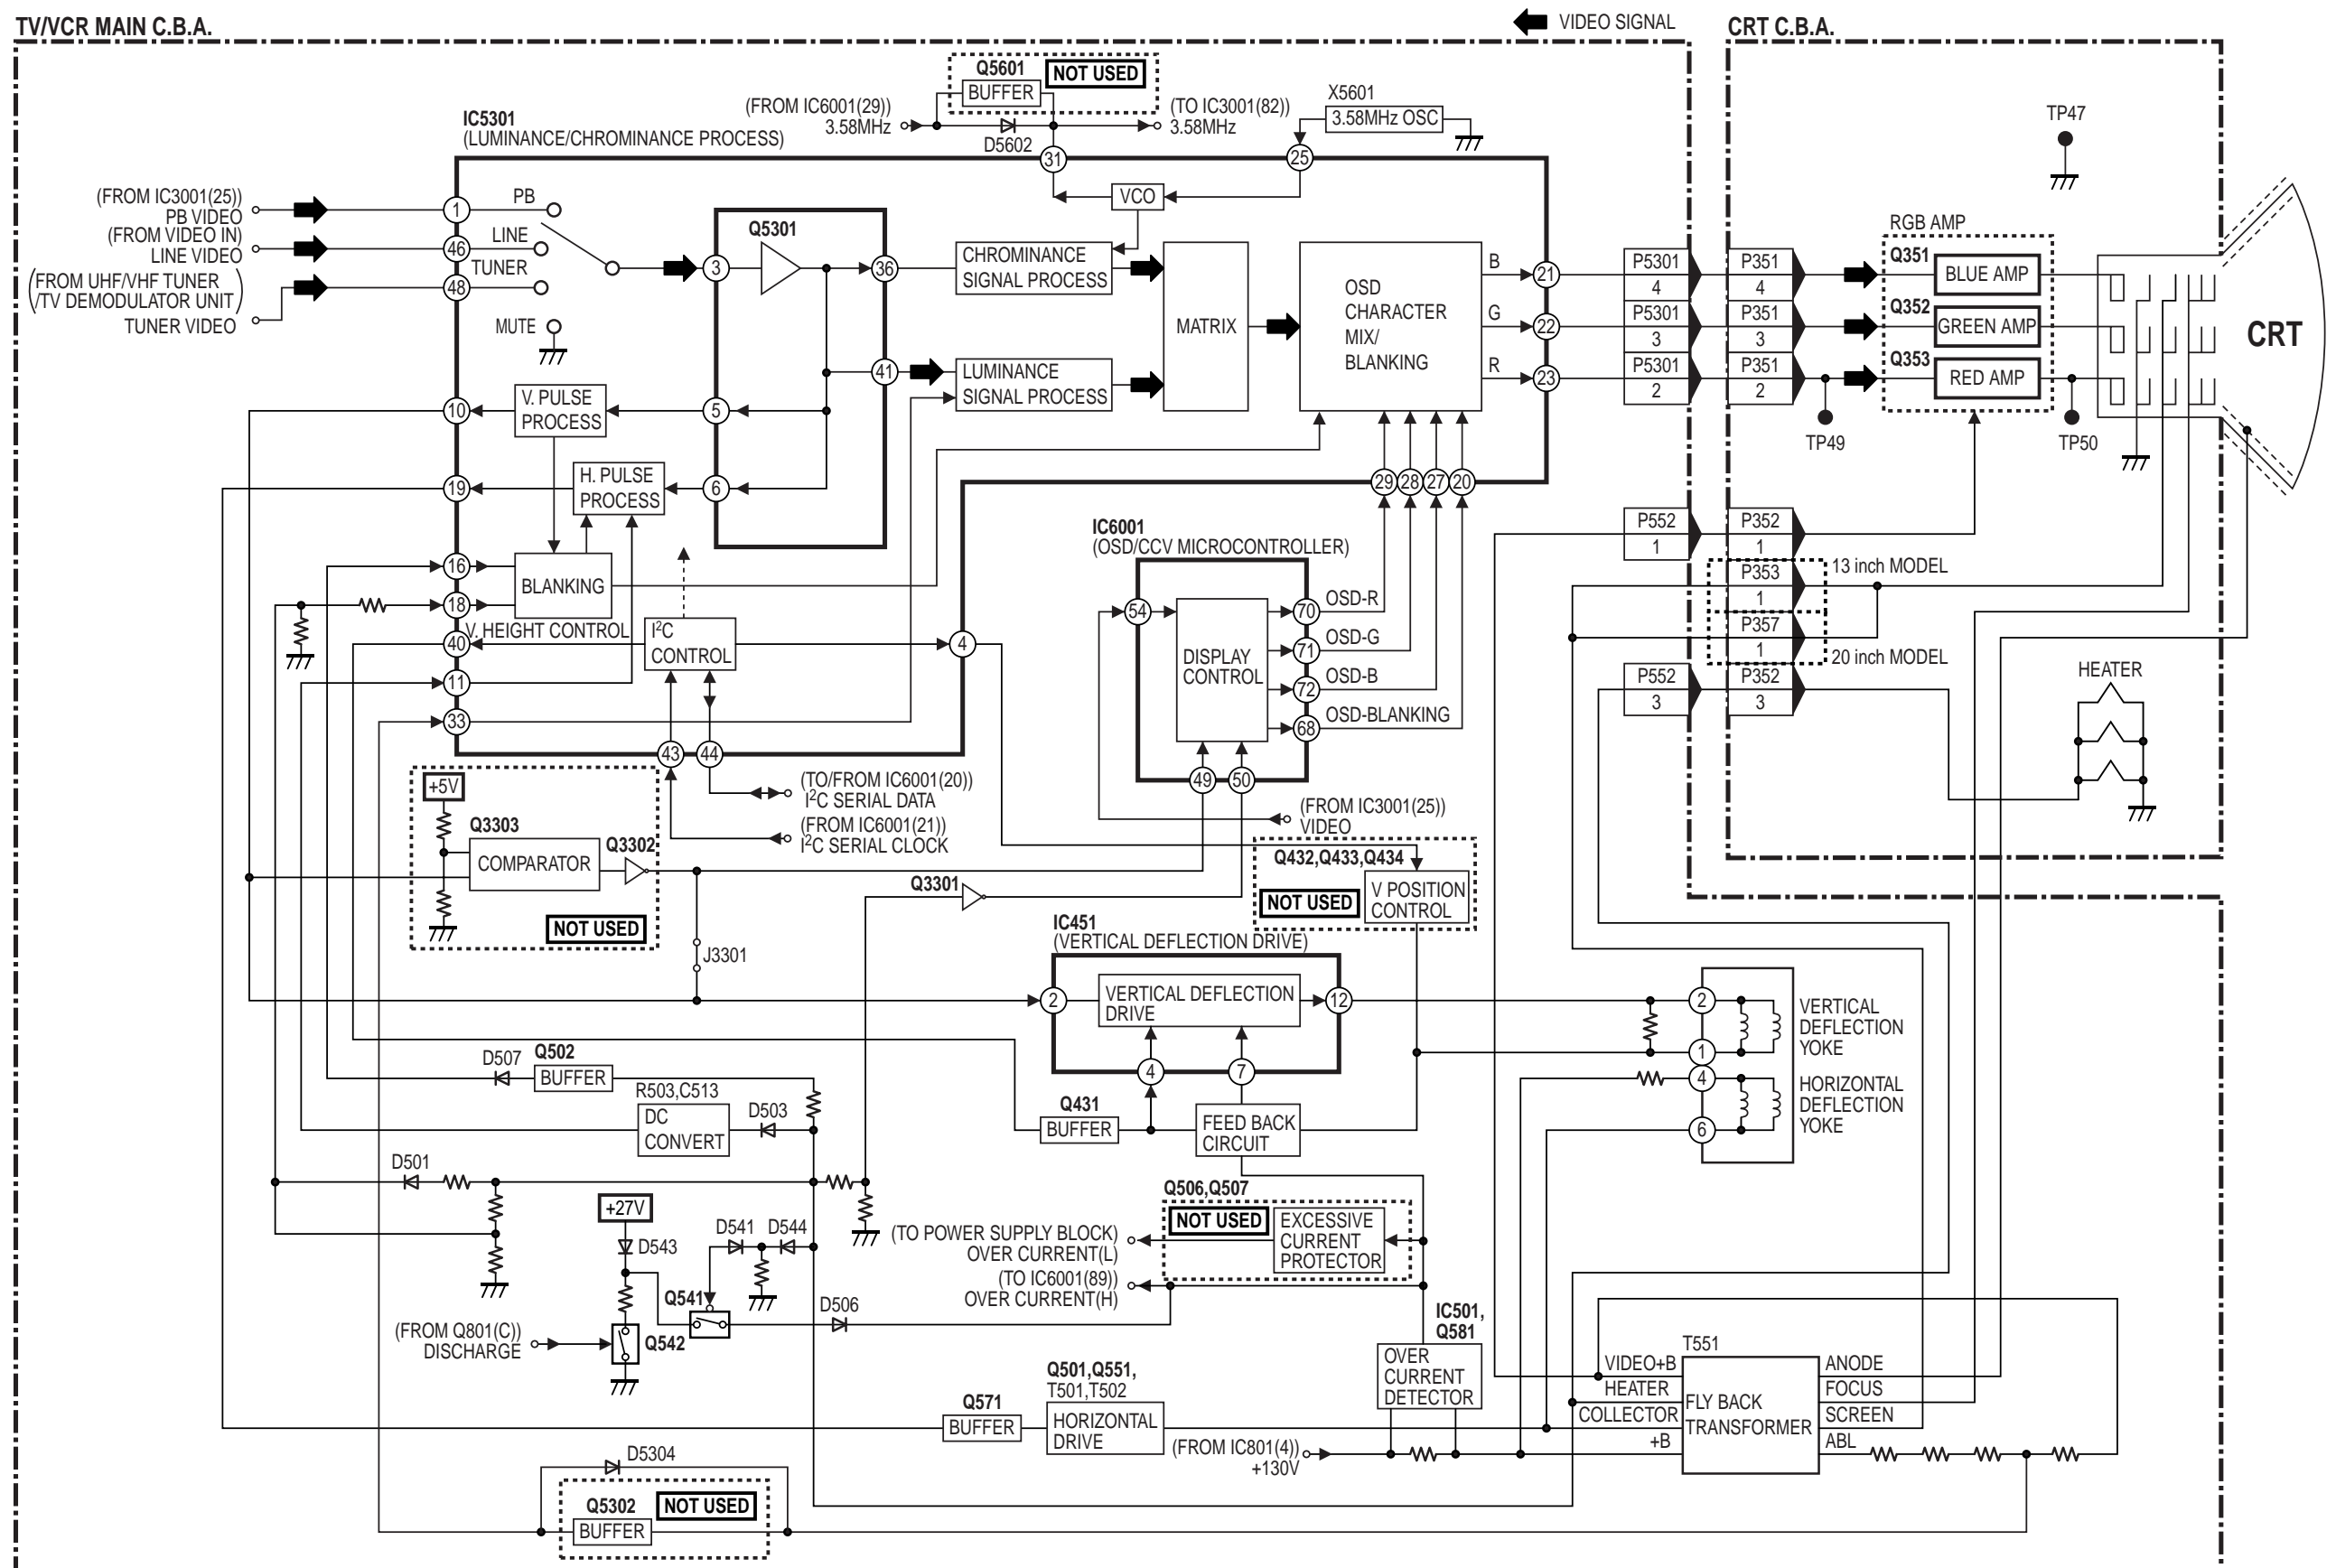 TV/VCR MAIN C.B.A.
VIDEO SIGNAL
CRT C.B.A.
Q5601
NOT USED
BUFFER
(FROM IC6001(29))
3.58MHz
D5602
(TO IC3001(82))
3.58MHz
X5601
3.58MHz OSC
TP47
IC5301
(LUMINANCE/CHROMINANCE PROCESS)
31
25
VCO
(FROM IC3001(25))
PB VIDEO
(FROM VIDEO IN)
LINE VIDEO
(FROM UHF/VHF TUNER
/TV DEMODULATOR UNIT)
TUNER VIDEO
1
PB
46
LINE
48
TUNER
MUTE
3
Q5301
36
41
5
6
CHROMINANCE
SIGNAL PROCESS
LUMINANCE
SIGNAL PROCESS
MATRIX
OSD
CHARACTER
MIX/
BLANKING
B
21
G
22
R
23
P5301
4
P351
4
P5301
3
P351
3
P5301
2
P351
2
RGB AMP
Q351
BLUE AMP
Q352
GREEN AMP
Q353
RED AMP
CRT
TP49
TP50
10
V. PULSE
PROCESS
19
H. PULSE
PROCESS
16
BLANKING
18
V. HEIGHT CONTROL
40
I2C
CONTROL
4
11
33
43
44
29
28
27
20
IC6001
(OSD/CCV MICROCONTROLLER)
54
DISPLAY
CONTROL
70
OSD-R
71
OSD-G
72
OSD-B
68
OSD-BLANKING
49
50
P552
1
P352
1
P353
1
13 inch MODEL
P357
1
20 inch MODEL
P552
3
P352
3
HEATER
+5V
Q3303
COMPARATOR
Q3302
NOT USED
(TO/FROM IC6001(20))
I2C SERIAL DATA
(FROM IC6001(21))
I2C SERIAL CLOCK
(FROM IC3001(25))
VIDEO
Q3301
Q432,Q433,Q434
NOT USED
V POSITION
CONTROL
J3301
IC451
(VERTICAL DEFLECTION DRIVE)
2
VERTICAL DEFLECTION
DRIVE
12
4
7
2
1
4
6
VERTICAL
DEFLECTION
YOKE
HORIZONTAL
DEFLECTION
YOKE
D507
Q502
BUFFER
R503,C513
DC
CONVERT
D503
Q431
BUFFER
FEED BACK
CIRCUIT
D501
+27V
D543
D541
D544
Q541
D506
Q542
(FROM Q801(C))
DISCHARGE
Q506,Q507
NOT USED
EXCESSIVE
CURRENT
PROTECTOR
(TO POWER SUPPLY BLOCK)
OVER CURRENT(L)
(TO IC6001(89))
OVER CURRENT(H)
IC501,
Q581
OVER
CURRENT
DETECTOR
Q571
BUFFER
Q501,Q551,
T501,T502
HORIZONTAL
DRIVE
(FROM IC801(4))
+130V
T551
VIDEO+B
HEATER
COLLECTOR
+B
FLY BACK
TRANSFORMER
ANODE
FOCUS
SCREEN
ABL
D5304
Q5302
NOT USED
BUFFER